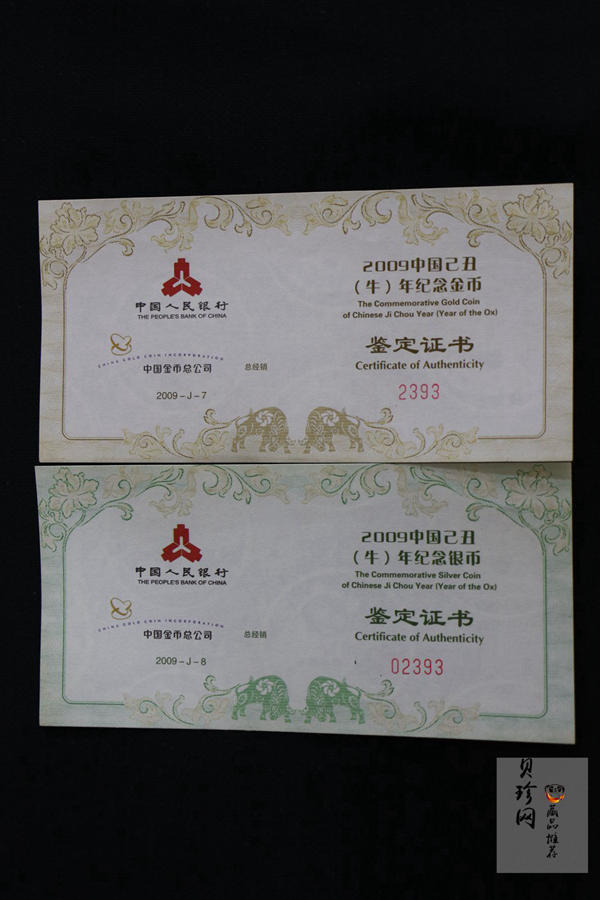 中国人民银行
THE PEOPLE'S BANK OF CHINA
CHINA GOLD COIN INCORPORATION
中国金币总公司
总经销
2009-J-7
2009中国己丑
(牛)年纪念金币
The Commemorative Gold Coin
of Chinese Ji Chou Year (Year of the Ox)
鉴定证书
Certificate of Authenticity
2393
中国人民银行
THE PEOPLE'S BANK OF CHINA
CHINA GOLD COIN INCORPORATION
中国金币总公司
总经销
2009-J-8
2009中国己丑
(牛)年纪念银币
The Commemorative Silver Coin
of Chinese Ji Chou Year (Year of the Ox)
鉴定证书
Certificate of Authenticity
02393
贝珍网
藏品推荐